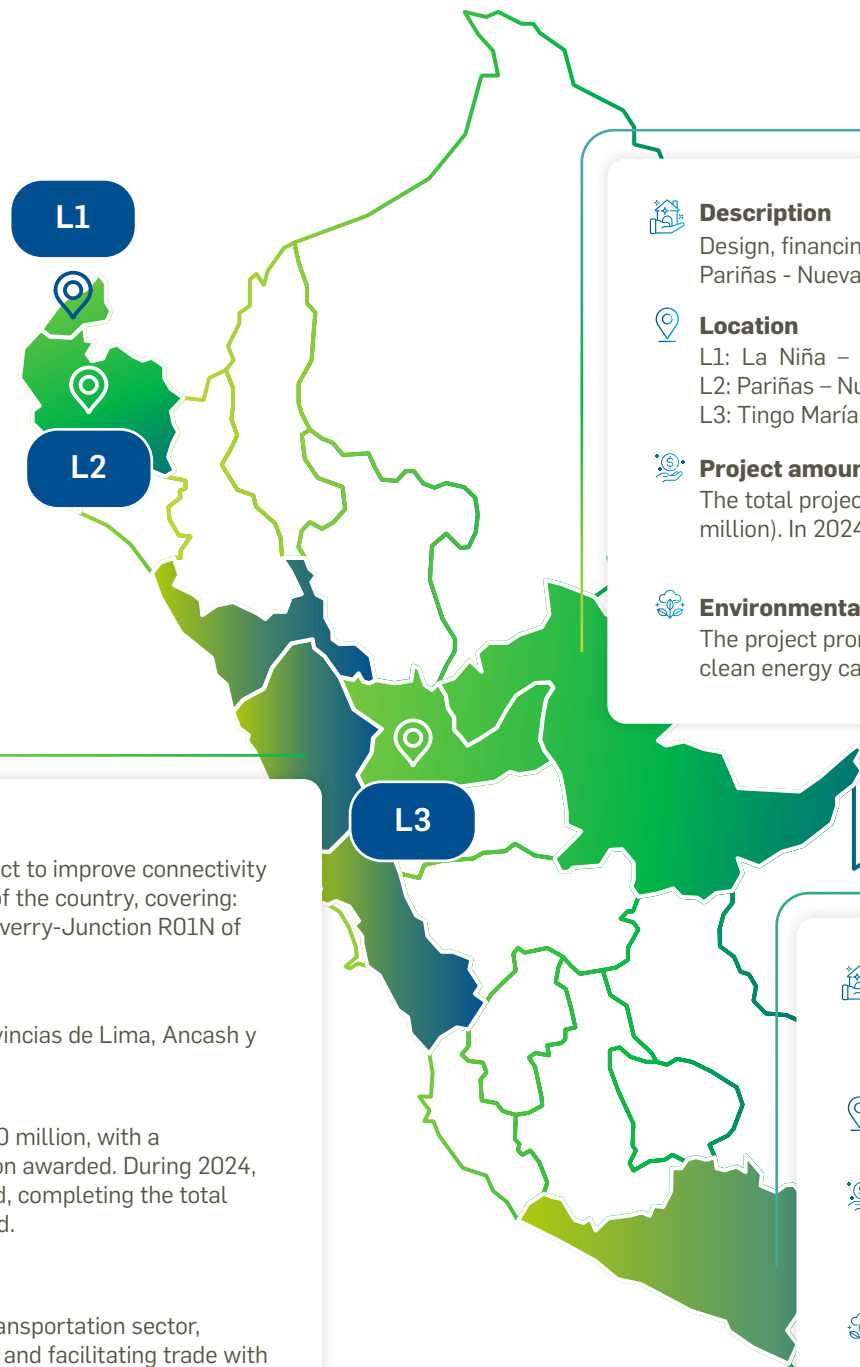 L1
L2
L3
Description
Design, financin
Pariñas - Nueva
Location
L1: La Niña –
L2: Pariñas – Nu
L3: Tingo María
Project amoun
The total projec
million). In 2024
Environmenta
The project pron
clean energy ca
ct to improve connectivity
of the country, covering:
verry-Junction R01N of
vincias de Lima, Ancash y
0 million, with a
on awarded. During 2024,
d, completing the total
d.
ansportation sector,
and facilitating trade with